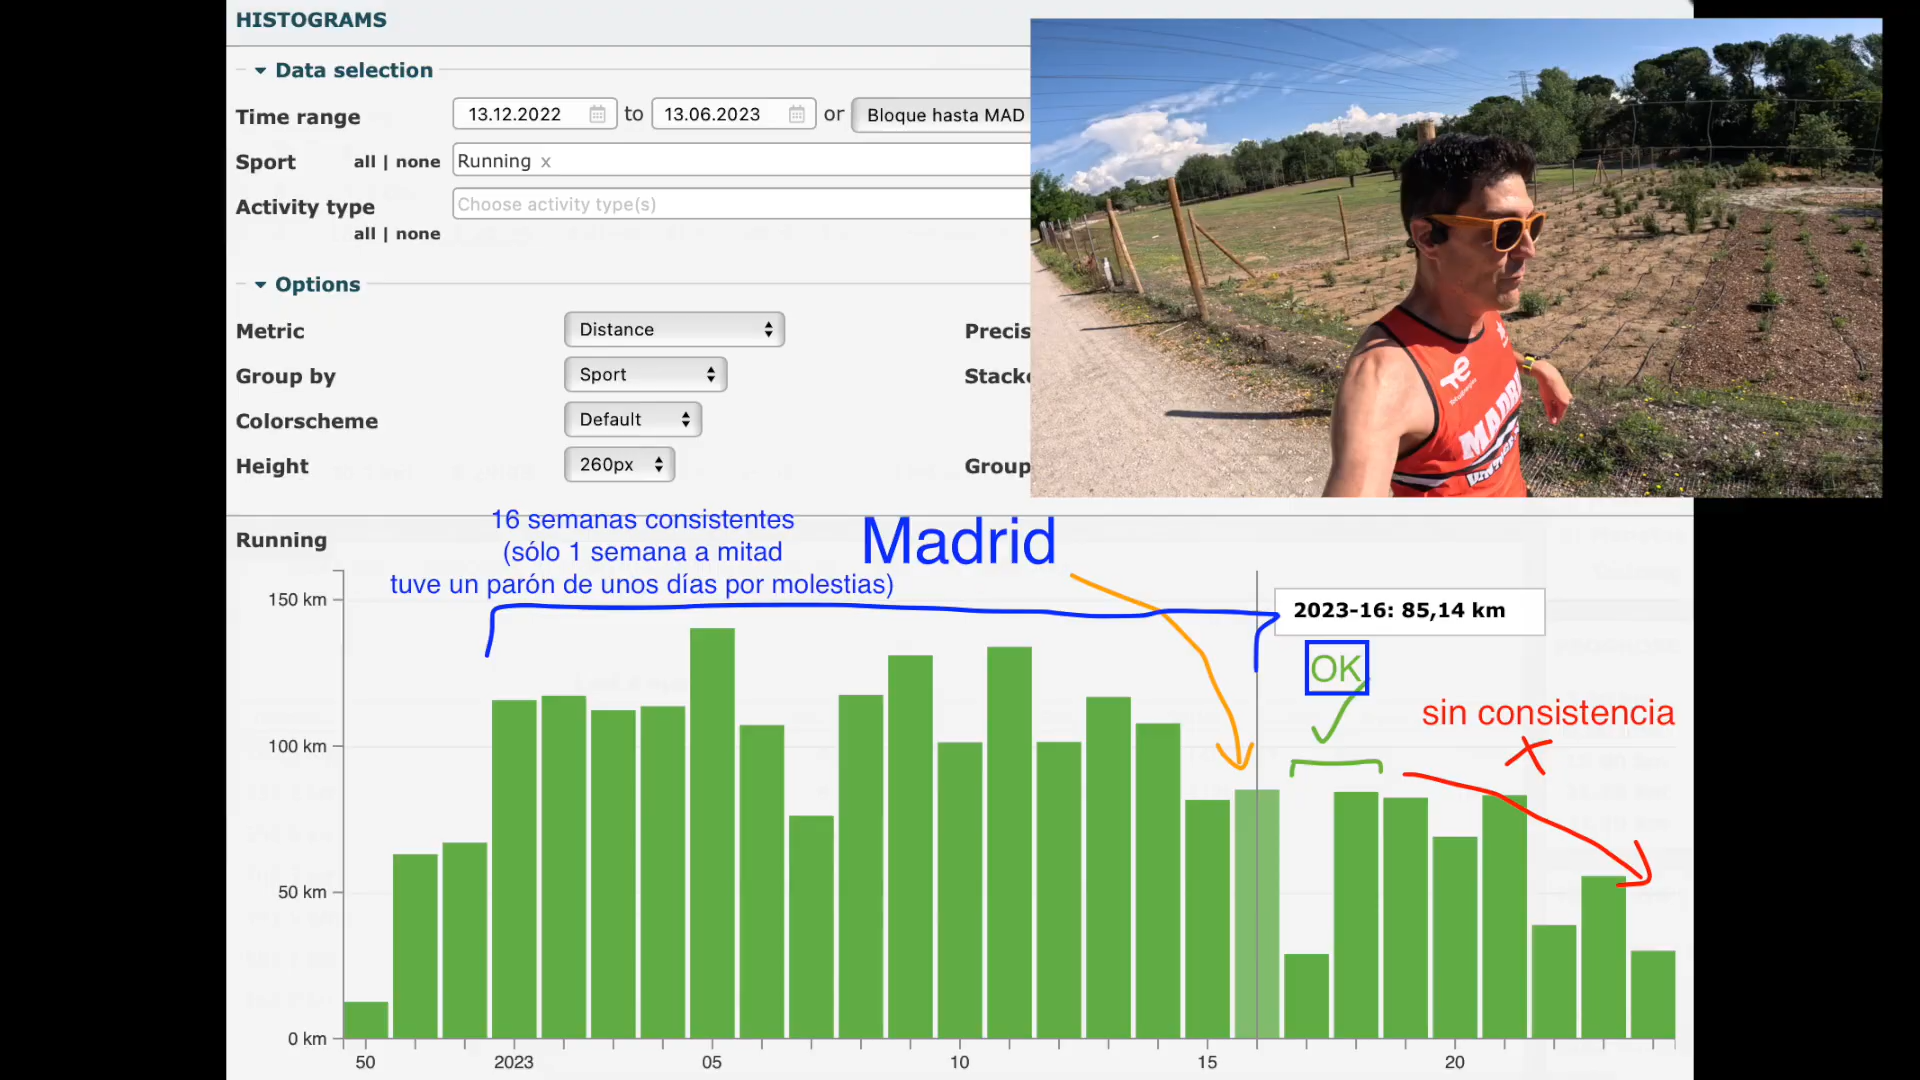 HISTOGRAMS
Data selection
Time range 13.12.2022 to 13.06.2023 or Bloque hasta MAD
Sport all | none Running x
Activity type Choose activity type(s)
all | none
Options
Metric Distance Precis
Group by Sport Stack
Colorscheme Default
Height 260px Group
Running
16 semanas consistentes
(sólo 1 semana a mitad
tuve un parón de unos días por molestias)
Madrid
2023-16: 85,14 km
OK
sin consistencia
150 km
100 km
50 km
0 km
50 2023 05 10 15 20